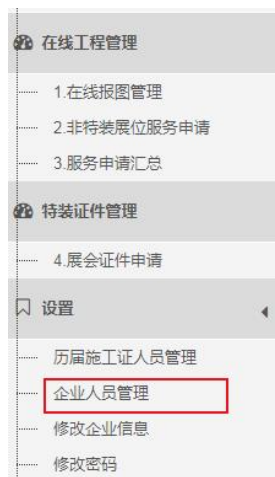 在线工程管理
1.在线报图管理
2.非特装展位服务申请
3.服务申请汇总
特装证件管理
4.展会证件申请
设置
历届施工证人员管理
企业人员管理
修改企业信息
修改密码